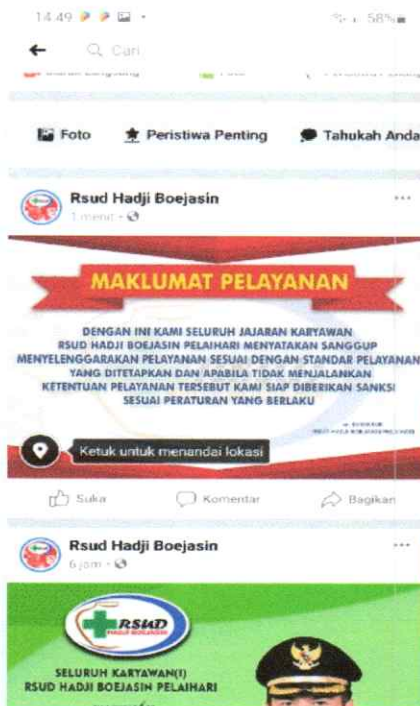 14.49
58%
Cari
Foto
Peristiwa Penting
Tahukah Anda
Rsud Hadji Boejasin
1 menit
MAKLUMAT PELAYANAN
DENGAN INI KAMI SELURUH JAJARAN KARYAWAN
RSUD HADJI BOEJASIN PELAIHARI MENYATAKAN SANGGUP
MENYELENGGARAKAN PELAYANAN SESUAI DENGAN STANDAR PELAYANAN
YANG DITETAPKAN DAN APABILA TIDAK MENJALANKAN
KETENTUAN PELAYANAN TERSEBUT KAMI SIAP DIBERIKAN SANKSI
SESUAI PERATURAN YANG BERLAKU
Ketuk untuk menandai lokasi
Suka
Komentar
Bagikan
Rsud Hadji Boejasin
6 jam
RSUD
HADJI BOEJASIN
SELURUH KARYAWAN(I)
RSUD HADJI BOEJASIN PELAIHARI